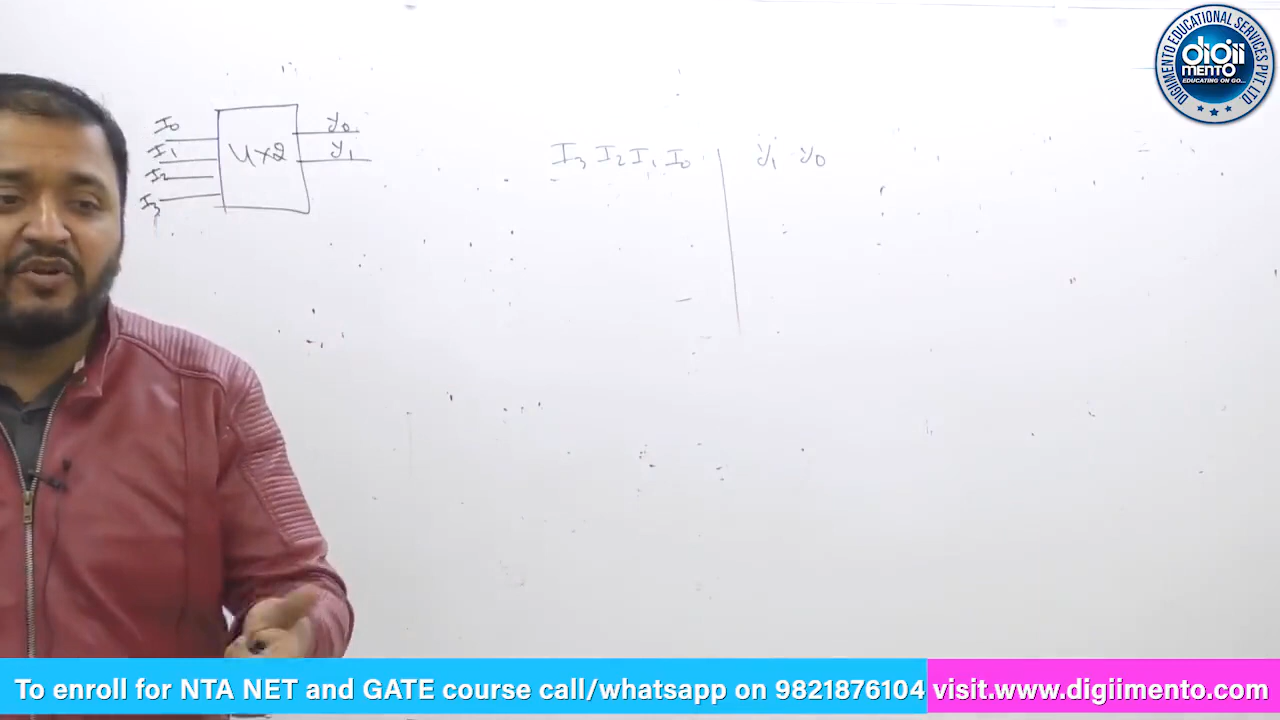 I0
I1
I2
I3
4x2
y0
y1
I3 I2 I1 I0 y1 y0
DIGIIMENTO EDUCATIONAL SERVICES PVT. LTD
digii
MENTO
EDUCATING ON GO...
To enroll for NTA NET and GATE course call/whatsapp on 9821876104 visit.www.digiimento.com